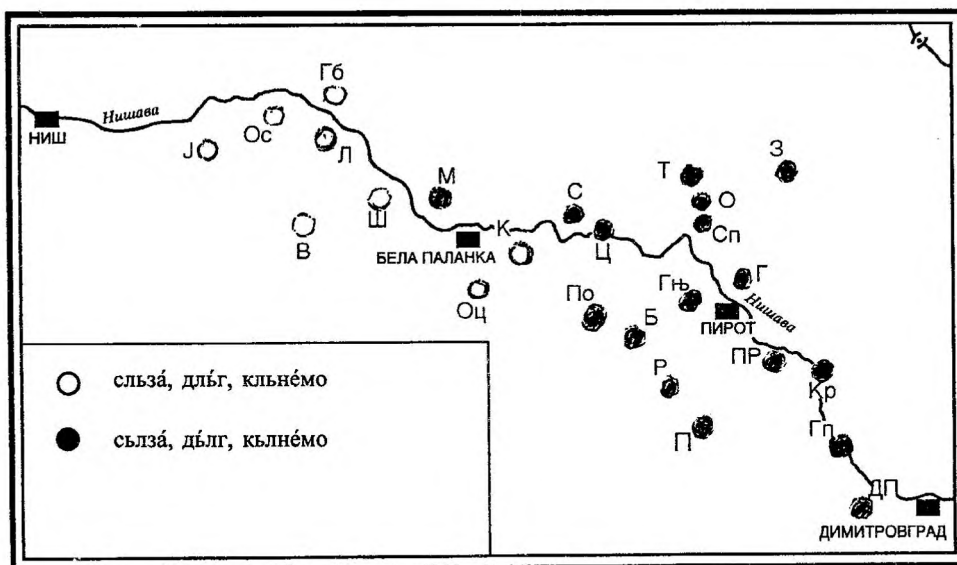 Гб
Нишава
НИШ
Ос
Ј
Л
Т
З
М
О
С
Ш
К
Сп
В
Ц
БЕЛА ПАЛАНКА
Г
Гњ
Нишава
Оц
По
ПИРОТ
Б
ПР
сльза́, дль́г, кльне́мо
Р
Кр
сьлза́, дь́лг, кьлне́мо
П
Гп
ДП
ДИМИТРОВГРАД